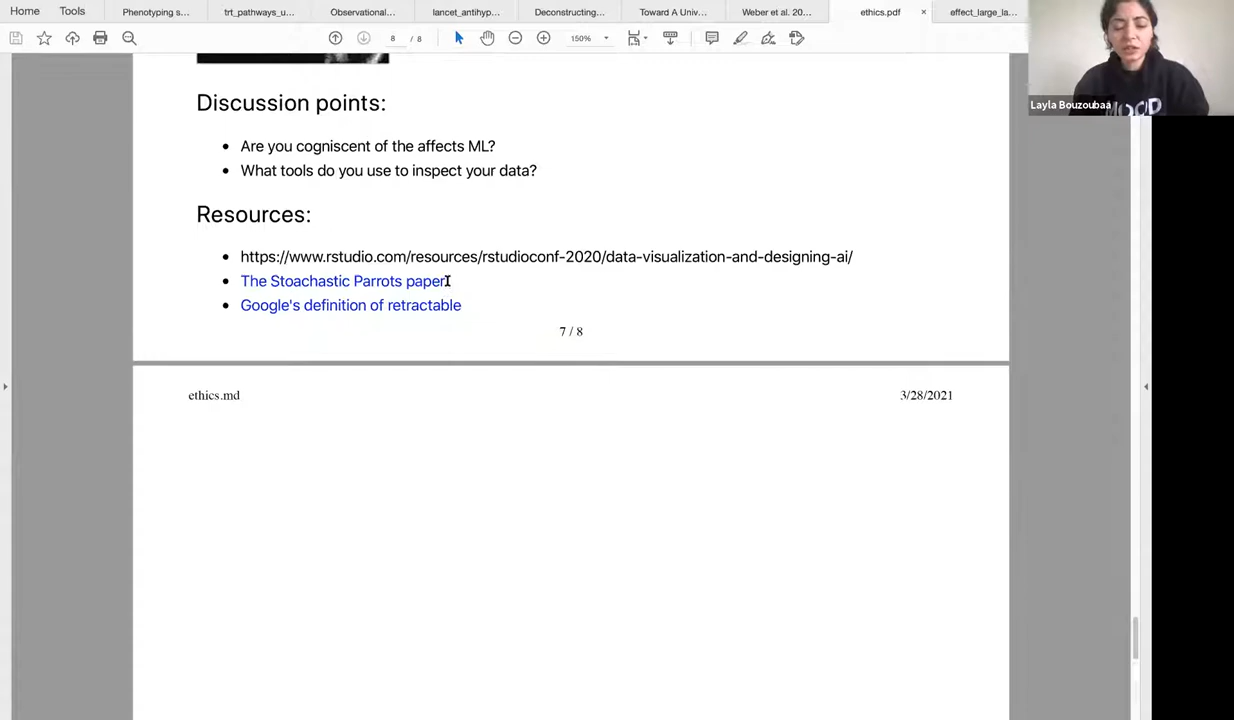 Home Tools Phenotyping s... trt_pathways_u... Observational... lancet_antihyp... Deconstructing... Toward A Univ... Weber et al. 20... ethics.pdf × effect_large_la...
8 / 8 150%
Layla Bouzoubaa
Discussion points:
Are you cogniscent of the affects ML?
What tools do you use to inspect your data?
Resources:
https://www.rstudio.com/resources/rstudioconf-2020/data-visualization-and-designing-ai/
The Stoachastic Parrots paper
Google's definition of retractable
7 / 8
ethics.md 3/28/2021